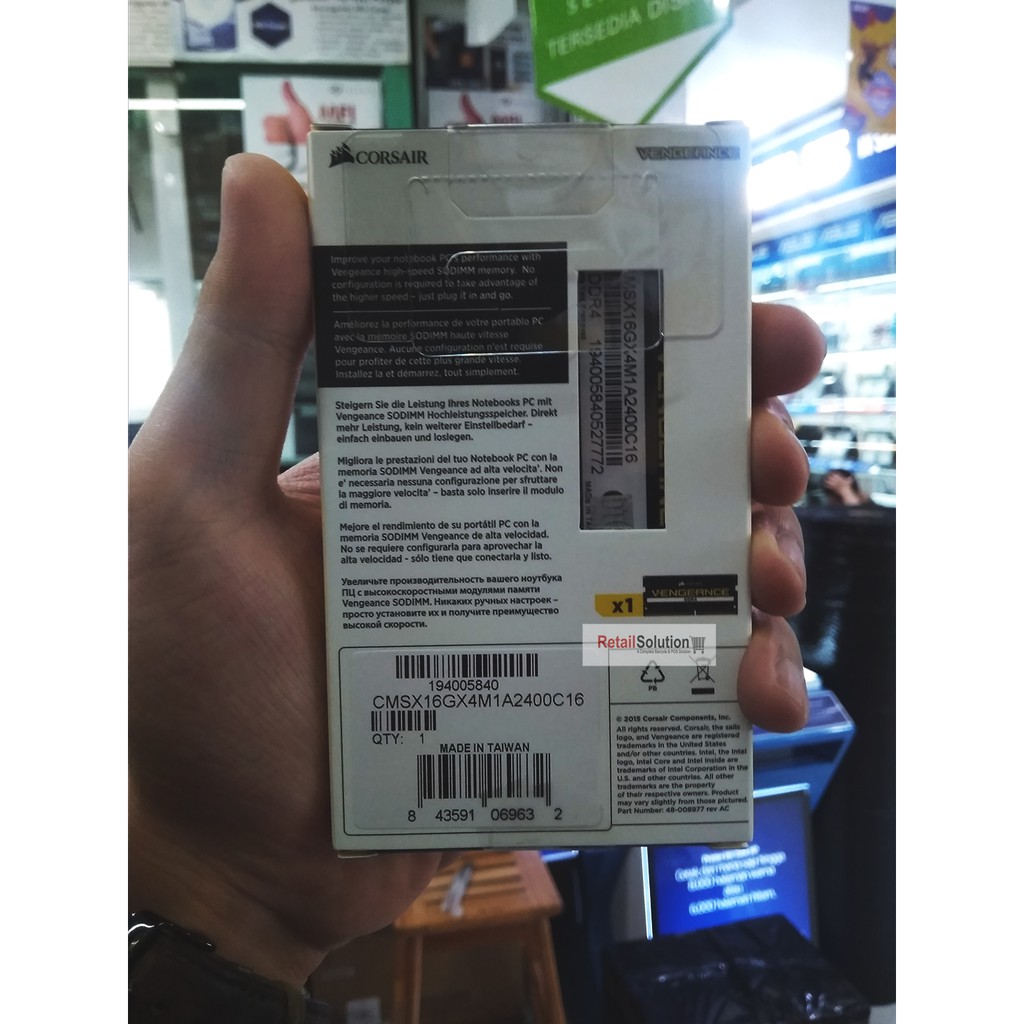 TERSEDIA
CORSAIR
VENGEANCE
Improve your notebook PC's performance with
Vengeance high-speed SODIMM memory. No
configuration is required to take advantage of
the higher speed – just plug it in and go.
Améliorez la performance de votre portable PC
avec la memoire SODIMM haute vitesse
Vengeance. Aucune configuration n'est requise
pour profiter de cette plus grande vitesse.
Installez la et démarrez, tout simplement.
Steigern Sie die Leistung Ihres Notebooks PC mit
Vengeance SODIMM Hochleistungsspeicher. Direkt
mehr Leistung, kein weiterer Einstellbedarf –
einfach einbauen und loslegen.
Migliora le prestazioni del tuo Notebook PC con la
memoria SODIMM Vengeance ad alta velocita'. Non
e' necessaria nessuna configurazione per sfruttare
la maggiore velocita' – basta solo inserire il modulo
di memoria.
Mejore el rendimiento de su portátil PC con la
memoria SODIMM Vengeance de alta velocidad.
No se requiere configurarla para aprovechar la
alta velocidad - sólo tiene que conectarla y listo.
Увеличьте производительность вашего ноутбука
ПЦ с высокоскоростными модулями памяти
Vengeance SODIMM. Никаких ручных настроек –
просто установите их и получите преимущество
высокой скорости.
CMSX16GX4M1A2400C16
194005840527772
DDR4
x1
VENGEANCE
RetailSolution
PB
194005840
CMSX16GX4M1A2400C16
QTY: 1
MADE IN TAIWAN
8 43591 06963 2
© 2015 Corsair Components, Inc.
All rights reserved. Corsair, the sails
logo, and Vengeance are registered
trademarks in the United States
and/or other countries. Intel, the Intel
logo, Intel Core and Intel Inside are
trademarks of Intel Corporation in the
U.S. and other countries. All other
trademarks are the property
of their respective owners. Product
may vary slightly from those pictured.
Part Number: 48-008977 rev AC